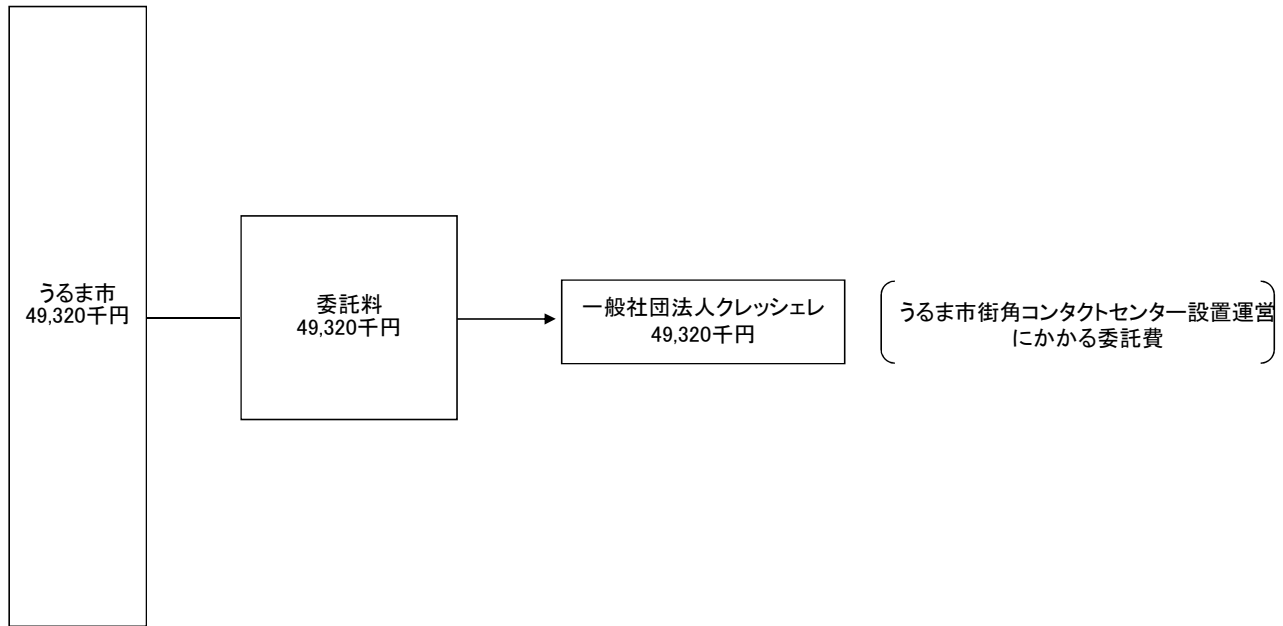 うるま市
49,320千円
委託料
49,320千円
一般社団法人クレッシェレ
49,320千円
うるま市街角コンタクトセンター設置運営
にかかる委託費